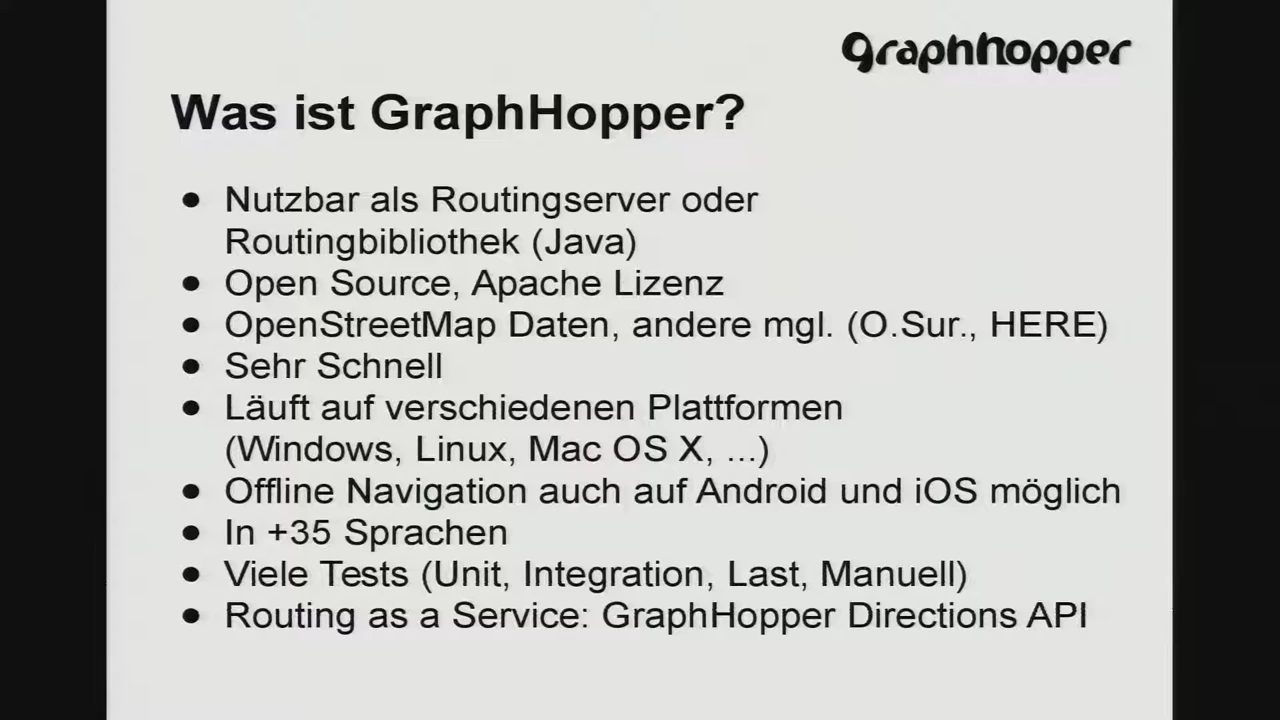 graphhopper
Was ist GraphHopper?
● Nutzbar als Routingserver oder
Routingbibliothek (Java)
● Open Source, Apache Lizenz
● OpenStreetMap Daten, andere mgl. (O.Sur., HERE)
● Sehr Schnell
● Läuft auf verschiedenen Plattformen
(Windows, Linux, Mac OS X, ...)
● Offline Navigation auch auf Android und iOS möglich
● In +35 Sprachen
● Viele Tests (Unit, Integration, Last, Manuell)
● Routing as a Service: GraphHopper Directions API